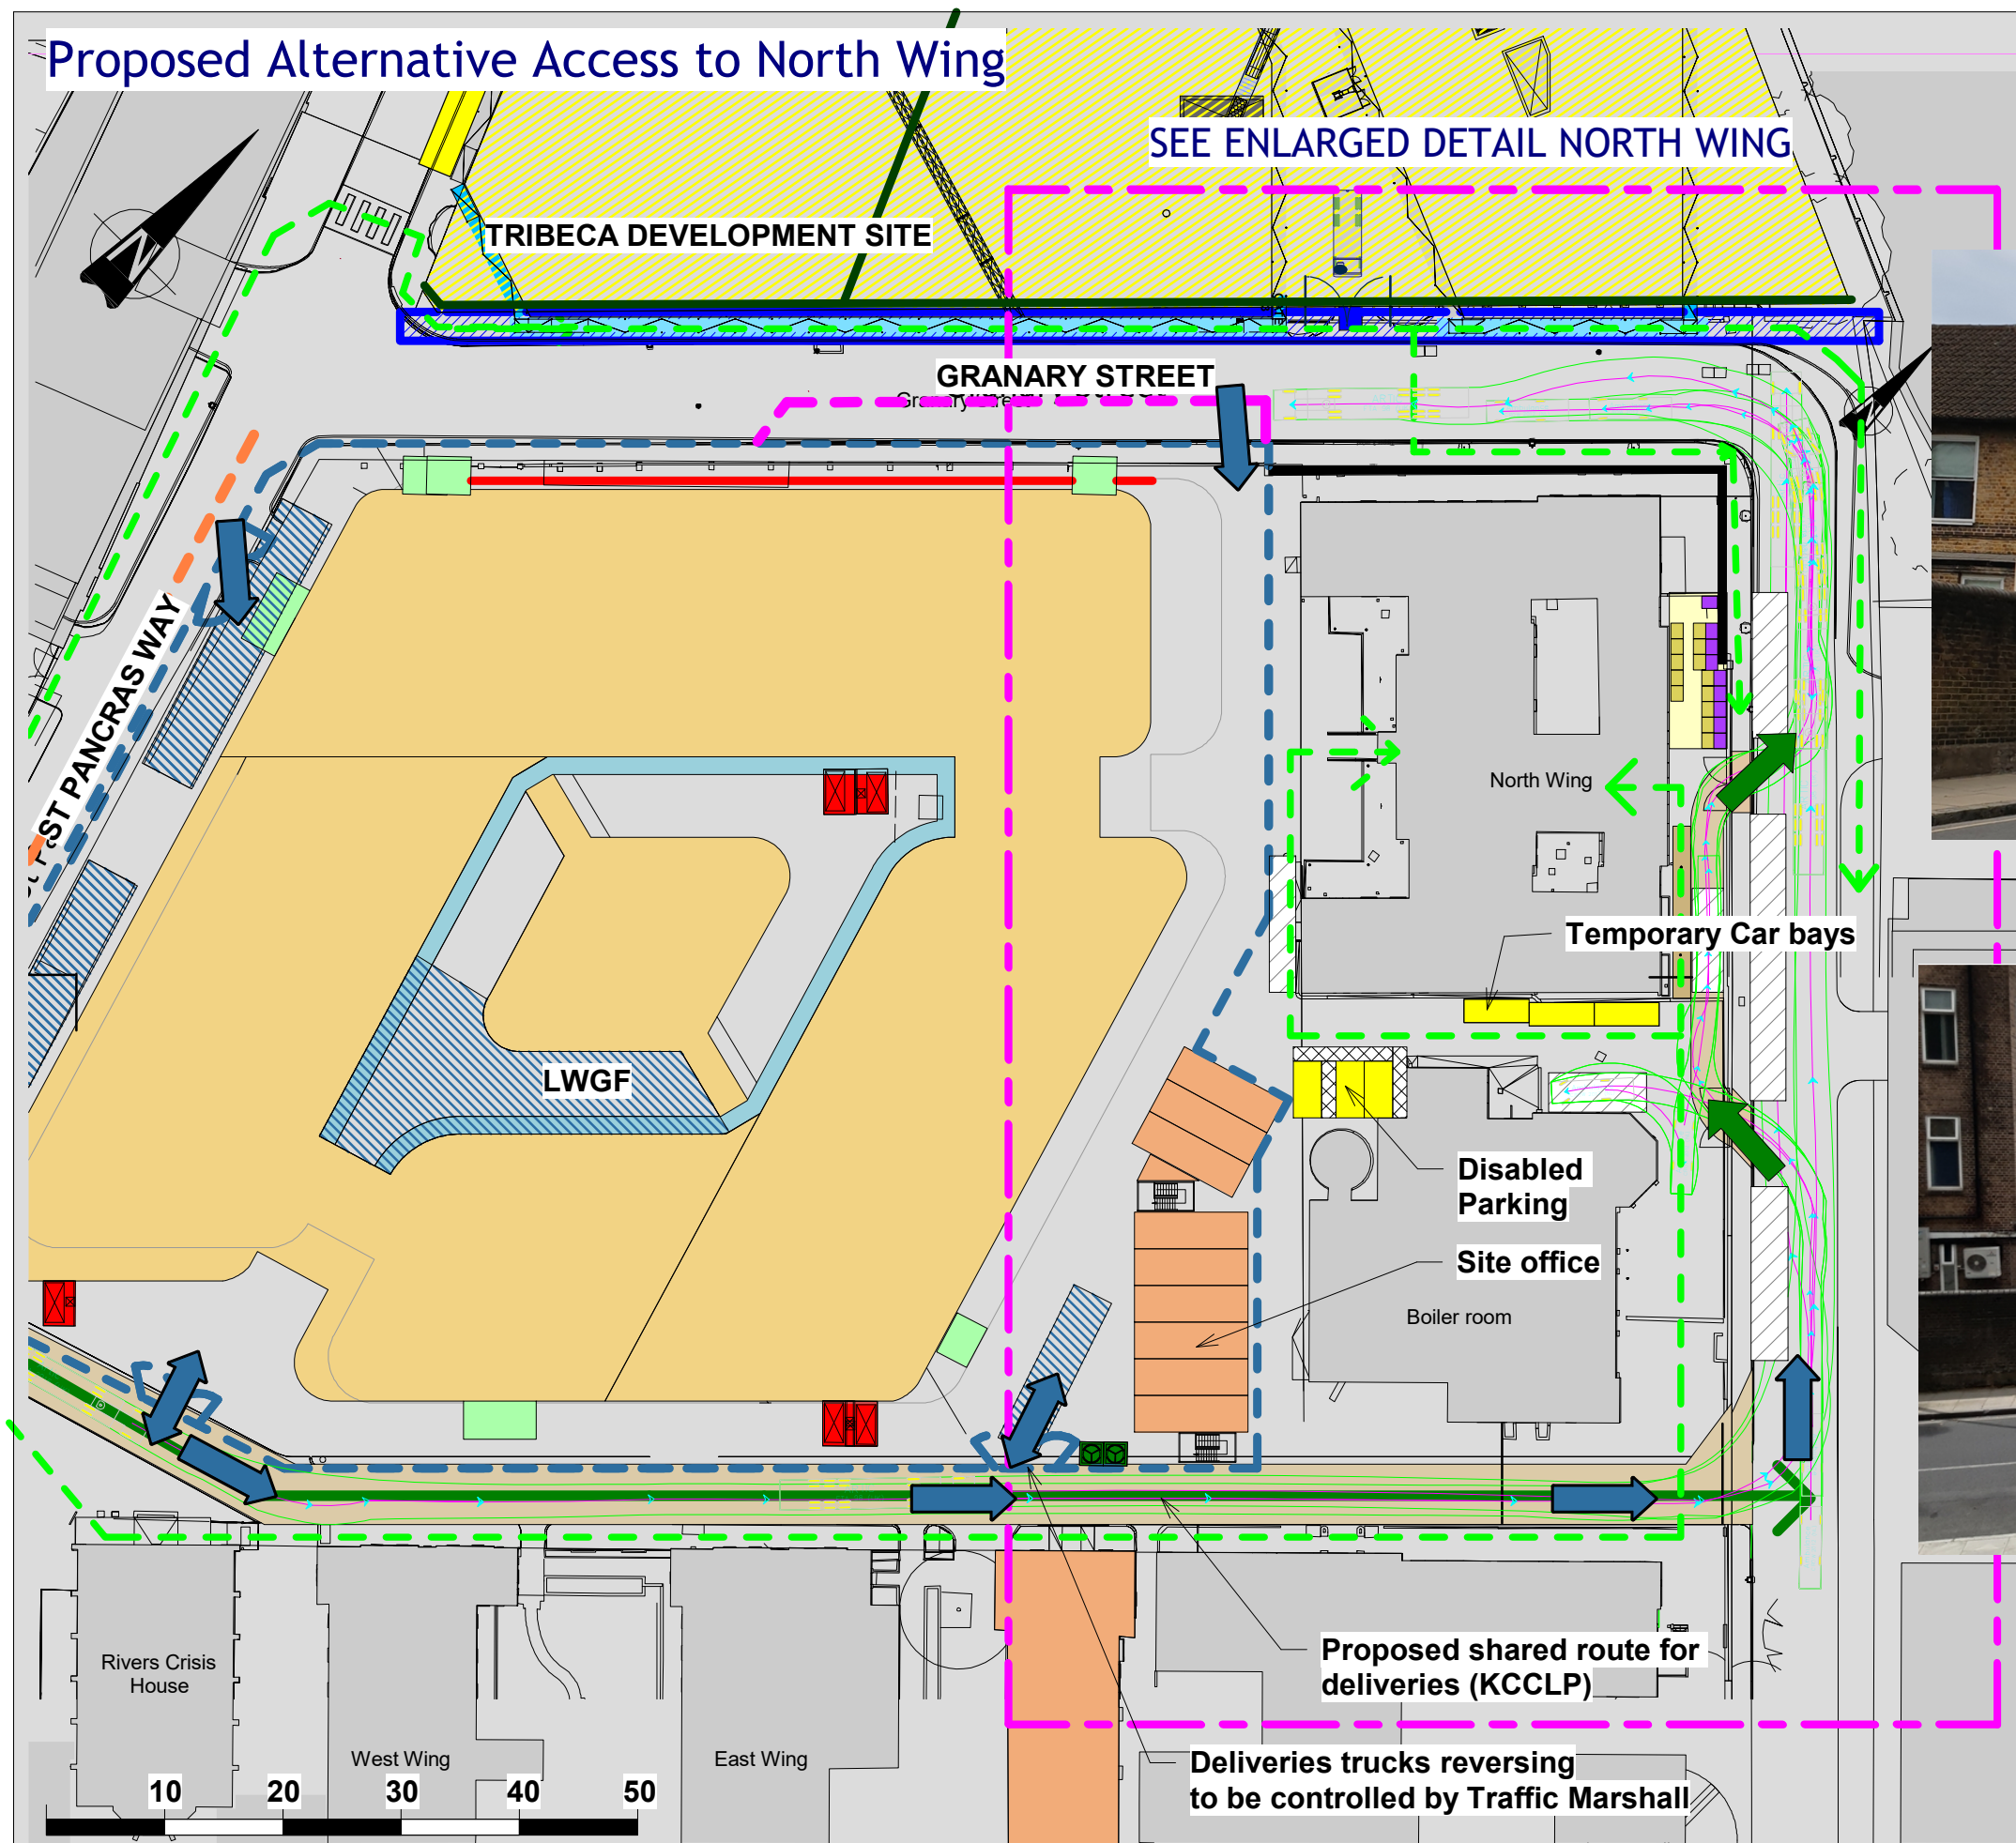 Proposed Alternative Access to North Wing
SEE ENLARGED DETAIL NORTH WING
TRIBECA DEVELOPMENT SITE
GRANARY STREET
ST PANCRAS WAY
North Wing
Temporary Car bays
LWGF
Disabled
Parking
Site office
Boiler room
Proposed shared route for
deliveries (KCCLP)
Rivers Crisis
House
West Wing
East Wing
Deliveries trucks reversing
to be controlled by Traffic Marshall
10 20 30 40 50